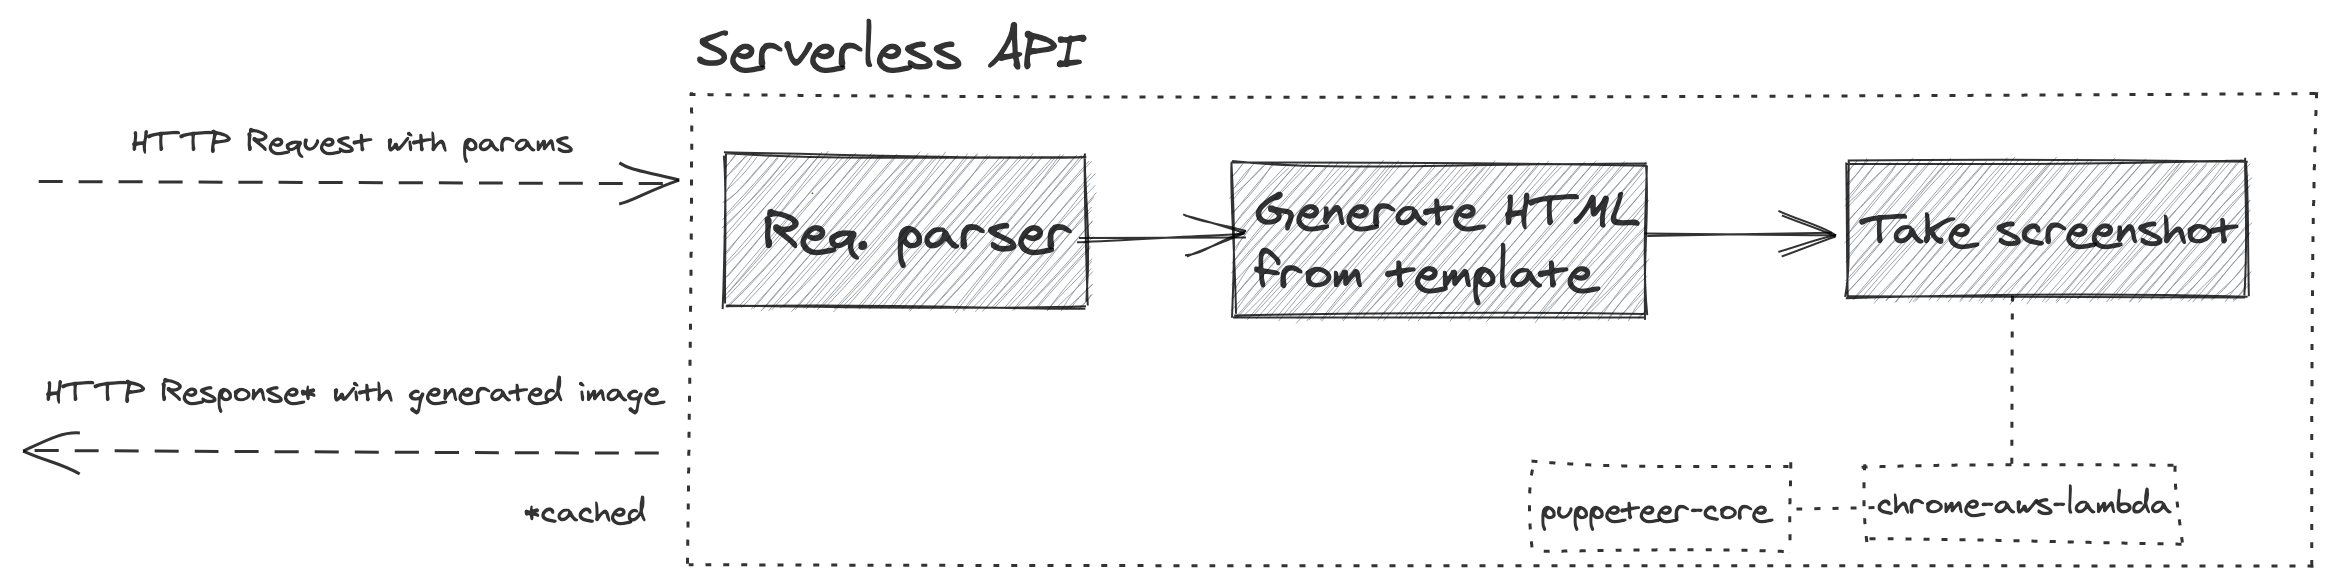 Serverless API
HTTP Request with params
Req. parser
Generate HTML
from template
Take screenshot
HTTP Response* with generated image
*cached
puppeteer-core
chrome-aws-lambda